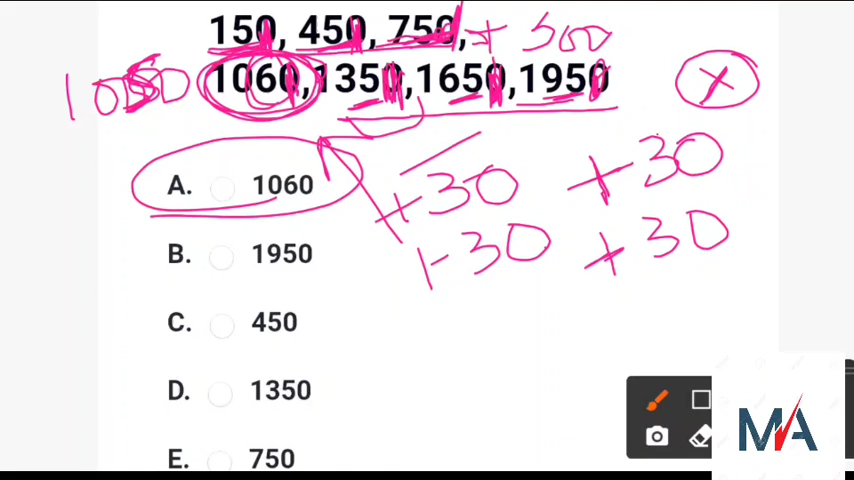 150, 450, 750, + 300
1050 1060,1350,1650,1950 X
A. 1060
+30 +30
B. 1950
+30 +30
C. 450
D. 1350
E. 750
MA